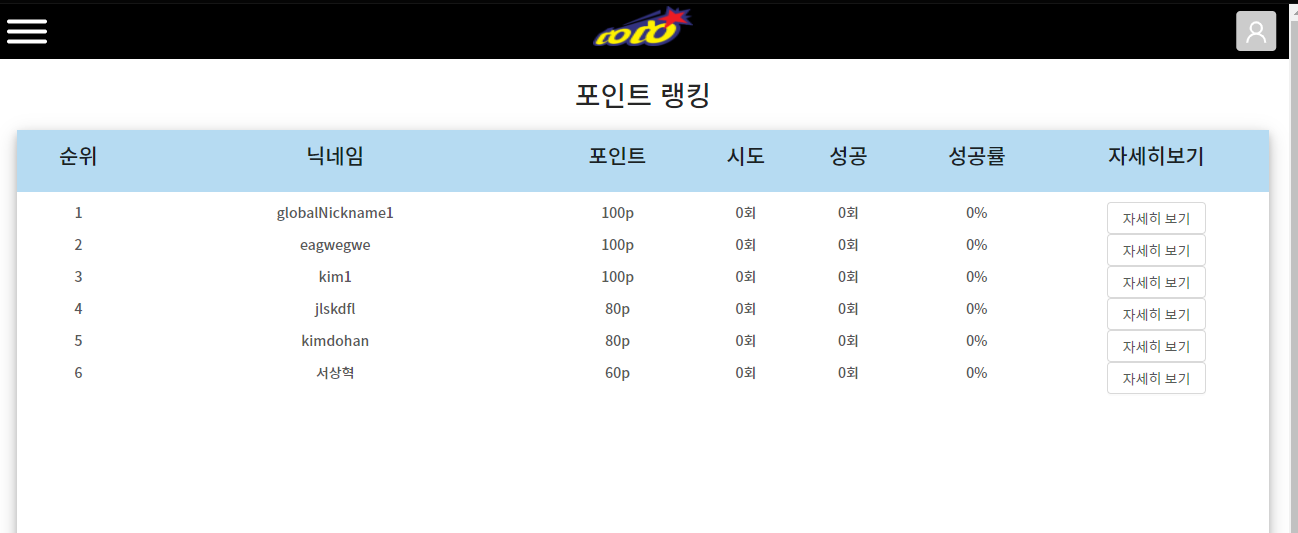 coto
포인트 랭킹
순위 닉네임 포인트 시도 성공 성공률 자세히보기
1 globalNickname1 100p 0회 0회 0% 자세히 보기
2 eagwegwe 100p 0회 0회 0% 자세히 보기
3 kim1 100p 0회 0회 0% 자세히 보기
4 jlskdfl 80p 0회 0회 0% 자세히 보기
5 kimdohan 80p 0회 0회 0% 자세히 보기
6 서상혁 60p 0회 0회 0% 자세히 보기